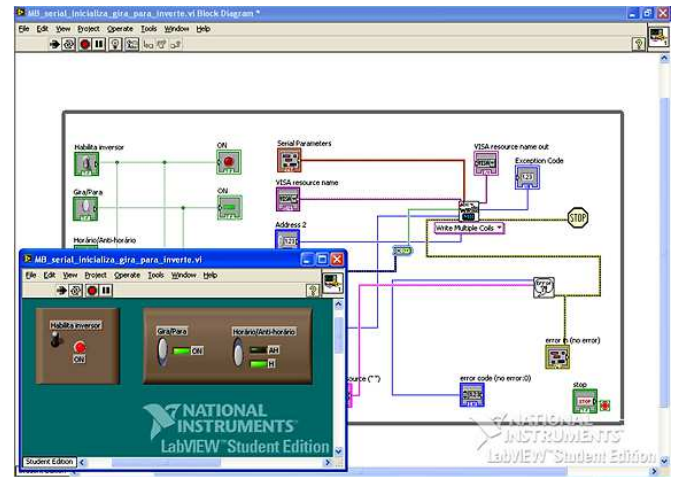 MB_serial_inicializa_gira_para_inverte.vi Block Diagram *
File Edit View Project Operate Tools Window Help
Habilita inversor
ON
Serial Parameters
VISA resource name out
Exception Code
Gira/Para
ON
VISA resource name
Address 2
Write Multiple Coils
STOP
Horário/Anti-horário
MB_serial_inicializa_gira_para_inverte.vi
File Edit View Project Operate Tools Window Help
Habilita inversor
ON
Gira/Para
ON
Horário/Anti-horário
AH
H
Error
error in (no error)
source (" ")
error code (no error:0)
stop
STOP
NATIONAL
INSTRUMENTS
LabVIEW Student Edition
Student Edition
NATIONAL
INSTRUMENTS
LabVIEW Student Edition